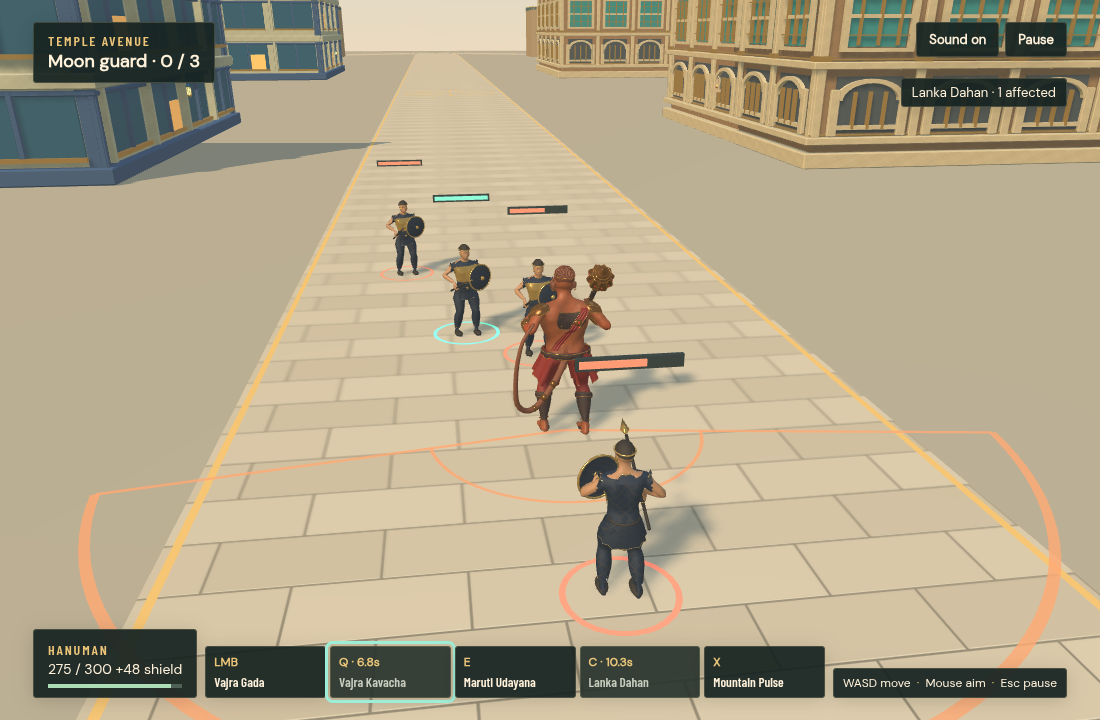 TEMPLE AVENUE
Moon guard · 0 / 3
Sound on
Pause
Lanka Dahan · 1 affected
HANUMAN
275 / 300 +48 shield
LMB
Vajra Gada
Q · 6.8s
Vajra Kavacha
E
Maruti Udayana
C · 10.3s
Lanka Dahan
X
Mountain Pulse
WASD move · Mouse aim · Esc pause